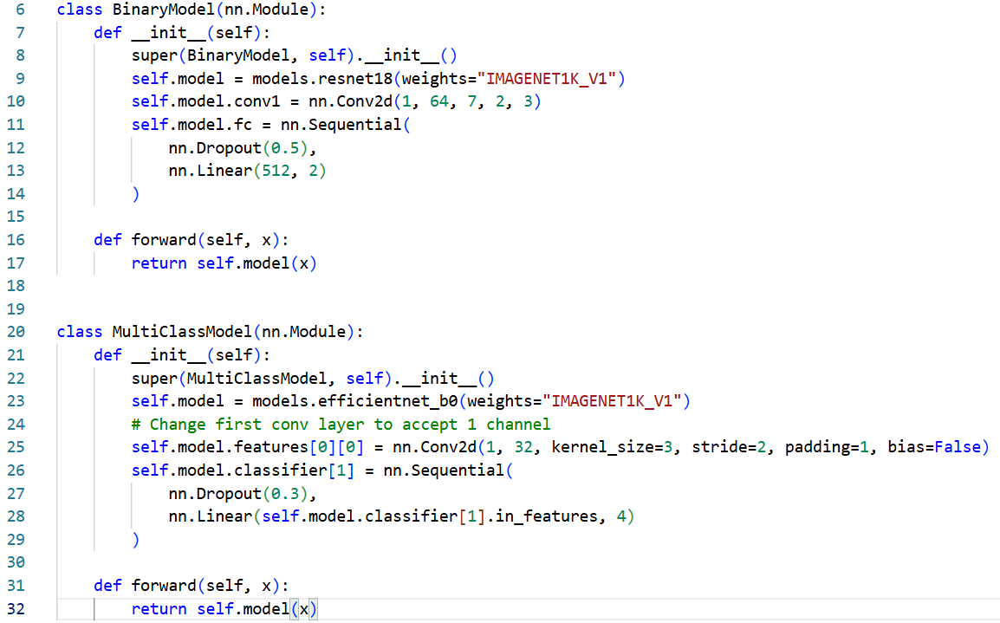 6 class BinaryModel(nn.Module):
7     def __init__(self):
8         super(BinaryModel, self).__init__()
9         self.model = models.resnet18(weights="IMAGENET1K_V1")
10         self.model.conv1 = nn.Conv2d(1, 64, 7, 2, 3)
11         self.model.fc = nn.Sequential(
12             nn.Dropout(0.5),
13             nn.Linear(512, 2)
14         )
15
16     def forward(self, x):
17         return self.model(x)
18
19
20 class MultiClassModel(nn.Module):
21     def __init__(self):
22         super(MultiClassModel, self).__init__()
23         self.model = models.efficientnet_b0(weights="IMAGENET1K_V1")
24         # Change first conv layer to accept 1 channel
25         self.model.features[0][0] = nn.Conv2d(1, 32, kernel_size=3, stride=2, padding=1, bias=False)
26         self.model.classifier[1] = nn.Sequential(
27             nn.Dropout(0.3),
28             nn.Linear(self.model.classifier[1].in_features, 4)
29         )
30
31     def forward(self, x):
32         return self.model(x)